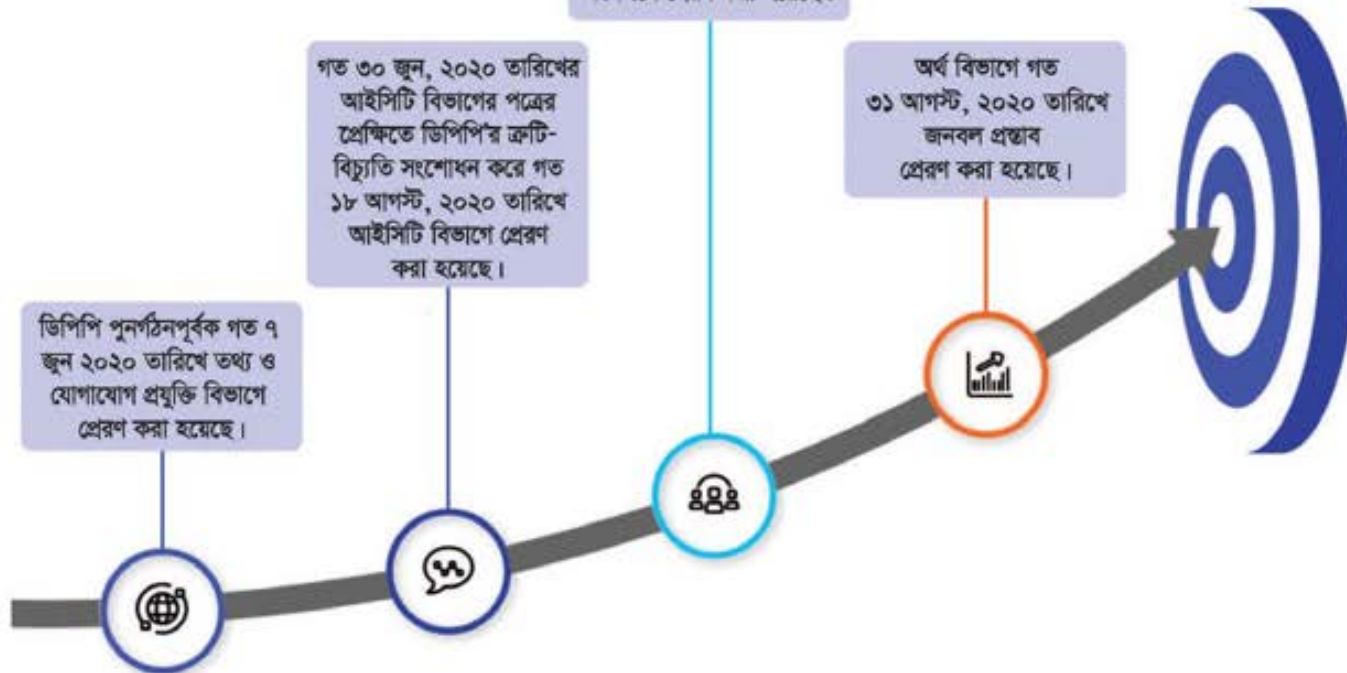 ডিপিপি পুনর্গঠনপূর্বক গত ৭
জুন ২০২০ তারিখে তথ্য ও
যোগাযোগ প্রযুক্তি বিভাগে
প্রেরণ করা হয়েছে।
গত ৩০ জুন, ২০২০ তারিখের
আইসিটি বিভাগের পত্রের
প্রেক্ষিতে ডিপিপি'র ত্রুটি-
বিচ্যুতি সংশোধন করে গত
১৮ আগস্ট, ২০২০ তারিখে
আইসিটি বিভাগে প্রেরণ
করা হয়েছে।
অর্থ বিভাগে গত
৩১ আগস্ট, ২০২০ তারিখে
জনবল প্রস্তাব
প্রেরণ করা হয়েছে।